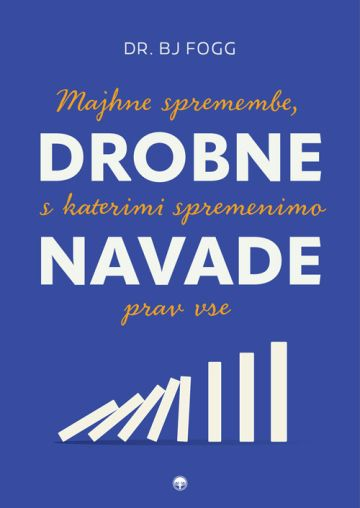 DR. BJ FOGG
Majhne spremembe,
DROBNE
s katerimi spremenimo
NAVADE
prav vse